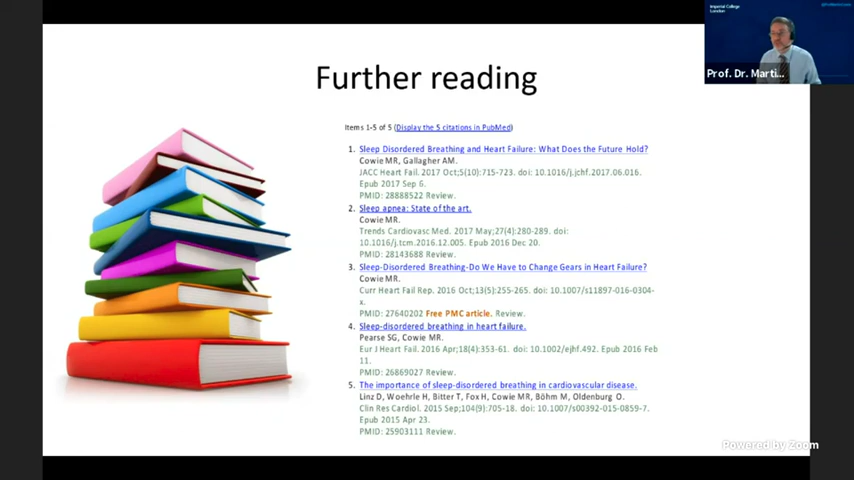 Imperial College
London
Prof. Dr. Marti...
Further reading
Items 1-5 of 5 (Display the 5 citations in PubMed)
1. Sleep Disordered Breathing and Heart Failure: What Does the Future Hold?
Cowie MR, Gallagher AM.
JACC Heart Fail. 2017 Oct;5(10):715-723. doi: 10.1016/j.jchf.2017.06.016.
Epub 2017 Sep 6.
PMID: 28888522 Review.
2. Sleep apnea: State of the art.
Cowie MR.
Trends Cardiovasc Med. 2017 May;27(4):280-289. doi:
10.1016/j.tcm.2016.12.005. Epub 2016 Dec 20.
PMID: 28143688 Review.
3. Sleep-Disordered Breathing-Do We Have to Change Gears in Heart Failure?
Cowie MR.
Curr Heart Fail Rep. 2016 Oct;13(5):255-265. doi: 10.1007/s11897-016-0304-
x.
PMID: 27640202 Free PMC article. Review.
4. Sleep-disordered breathing in heart failure.
Pearse SG, Cowie MR.
Eur J Heart Fail. 2016 Apr;18(4):353-61. doi: 10.1002/ejhf.492. Epub 2016 Feb
11.
PMID: 26869027 Review.
5. The importance of sleep-disordered breathing in cardiovascular disease.
Linz D, Woehrle H, Bitter T, Fox H, Cowie MR, Böhm M, Oldenburg O.
Clin Res Cardiol. 2015 Sep;104(9):705-18. doi: 10.1007/s00392-015-0859-7.
Epub 2015 Apr 23.
PMID: 25903111 Review.
Powered by Zoom